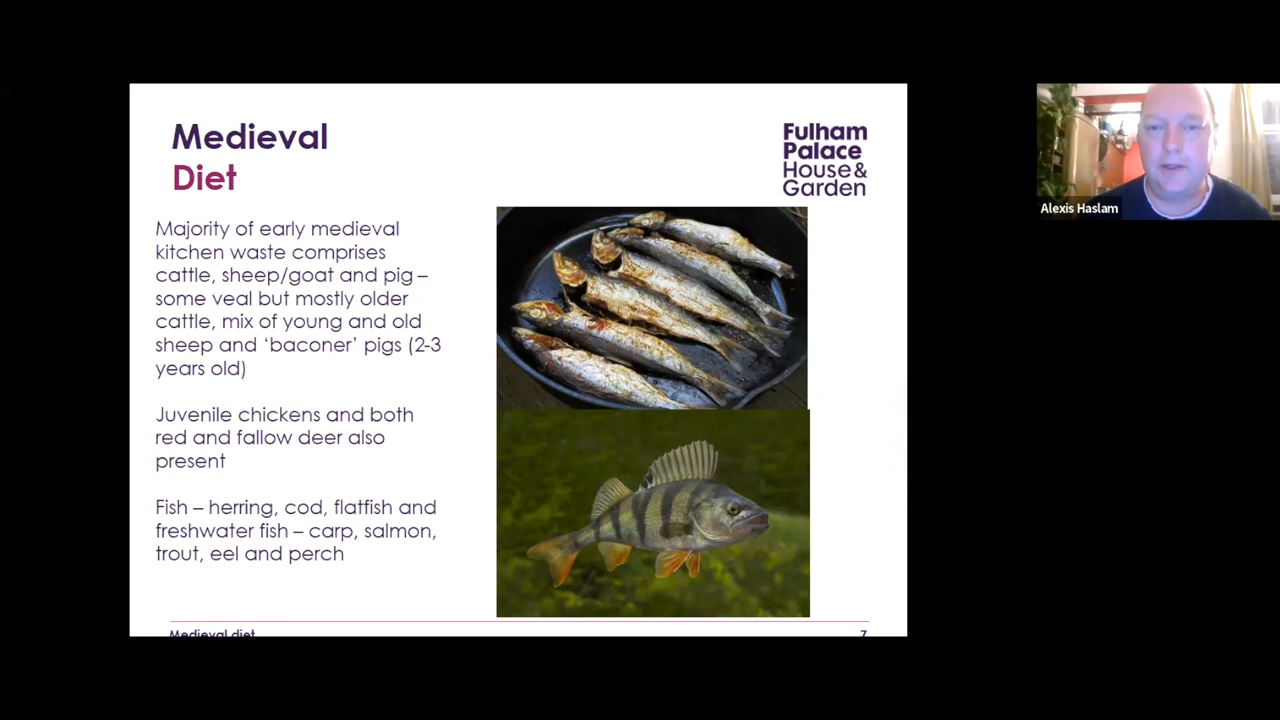 Medieval
Diet
Fulham
Palace
House &
Garden
Majority of early medieval
kitchen waste comprises
cattle, sheep/goat and pig –
some veal but mostly older
cattle, mix of young and old
sheep and ‘baconer’ pigs (2-3
years old)
Juvenile chickens and both
red and fallow deer also
present
Fish – herring, cod, flatfish and
freshwater fish – carp, salmon,
trout, eel and perch
Medieval diet
7
Alexis Haslam